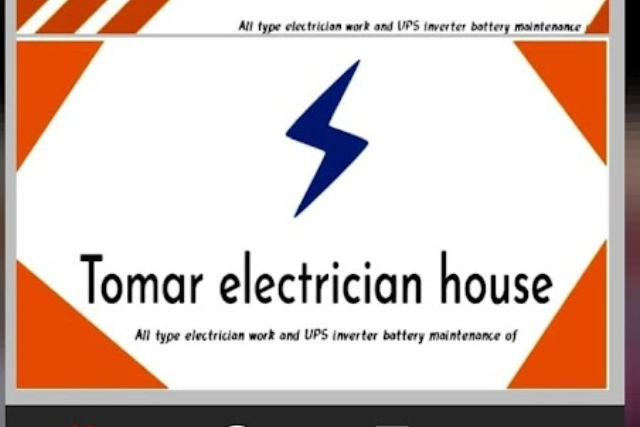 All type electrician work and UPS inverter battery maintenance
Tomar electrician house
All type electrician work and UPS inverter battery maintenance of